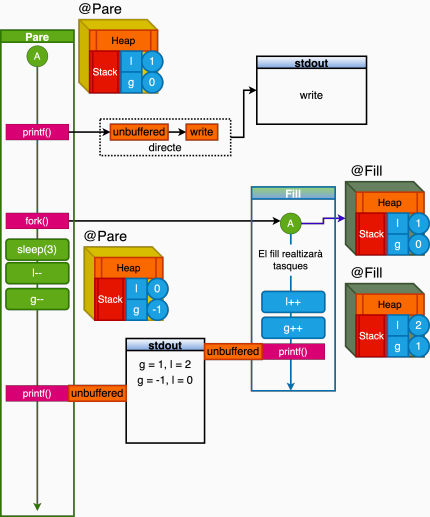 @Pare
Pare
A
Heap
Stack
l 1
g 0
stdout
write
printf()
unbuffered
write
directe
@Fill
Fill
Heap
Stack
l 1
g 0
fork()
A
@Pare
sleep(3)
El fill realtizarà
tasques
Heap
l--
Stack
l 0
g -1
g--
@Fill
Heap
Stack
l 2
g 1
l++
g++
stdout
unbuffered
printf()
g = 1, l = 2
g = -1, l = 0
printf()
unbuffered